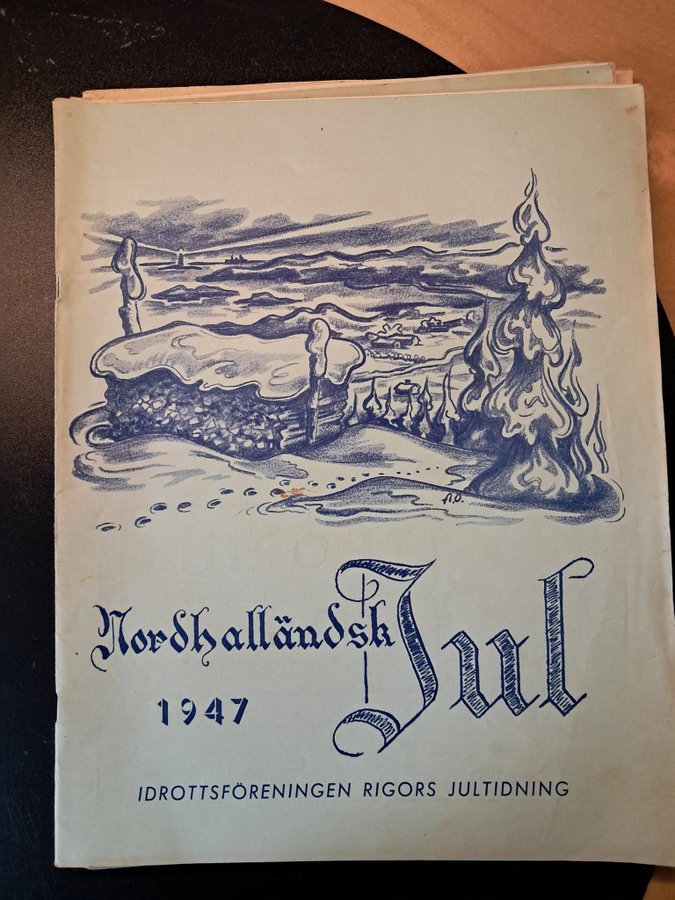 A.O.
Nordhalländsk Jul
1947
IDROTTSFÖRENINGEN RIGORS JULTIDNING